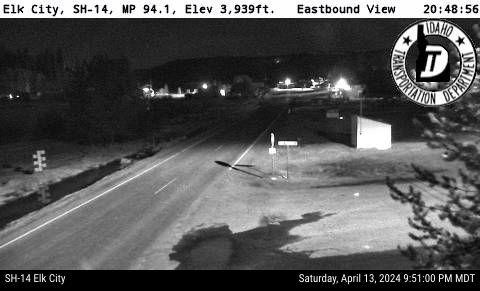 Elk City, SH-14, MP 94.1, Elev 3,939ft. Eastbound View 20:48:56
IDAHO
TRANSPORTATION DEPARTMENT
SH-14 Elk City Saturday, April 13, 2024 9:51:00 PM MDT